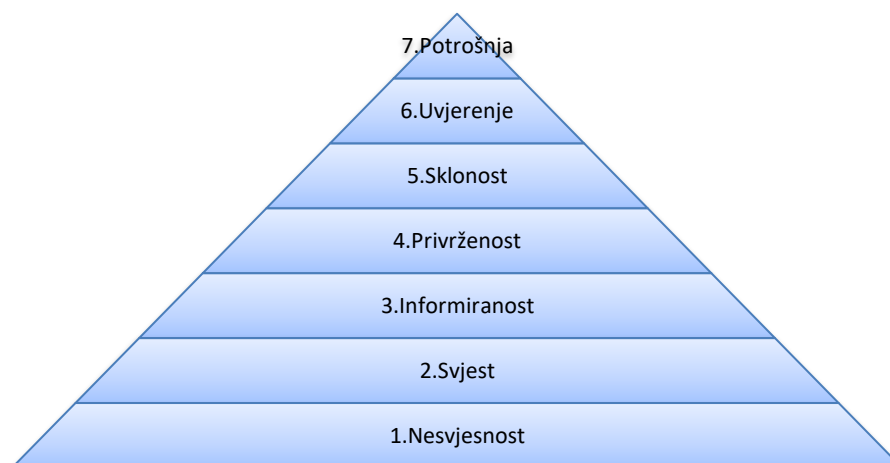 7.Potrošnja
6.Uvjerenje
5.Sklonost
4.Privrženost
3.Informiranost
2.Svjest
1.Nesvjesnost